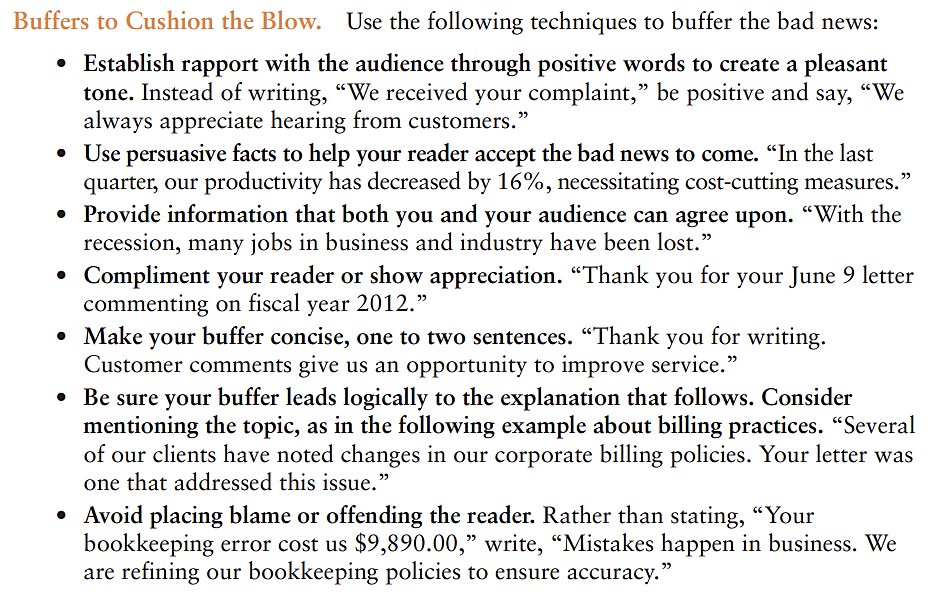 Buffers to Cushion the Blow. Use the following techniques to buffer the bad news:
• Establish rapport with the audience through positive words to create a pleasant
tone. Instead of writing, “We received your complaint,” be positive and say, “We
always appreciate hearing from customers.”
• Use persuasive facts to help your reader accept the bad news to come. “In the last
quarter, our productivity has decreased by 16%, necessitating cost-cutting measures.”
• Provide information that both you and your audience can agree upon. “With the
recession, many jobs in business and industry have been lost.”
• Compliment your reader or show appreciation. “Thank you for your June 9 letter
commenting on fiscal year 2012.”
• Make your buffer concise, one to two sentences. “Thank you for writing.
Customer comments give us an opportunity to improve service.”
• Be sure your buffer leads logically to the explanation that follows. Consider
mentioning the topic, as in the following example about billing practices. “Several
of our clients have noted changes in our corporate billing policies. Your letter was
one that addressed this issue.”
• Avoid placing blame or offending the reader. Rather than stating, “Your
bookkeeping error cost us $9,890.00,” write, “Mistakes happen in business. We
are refining our bookkeeping policies to ensure accuracy.”